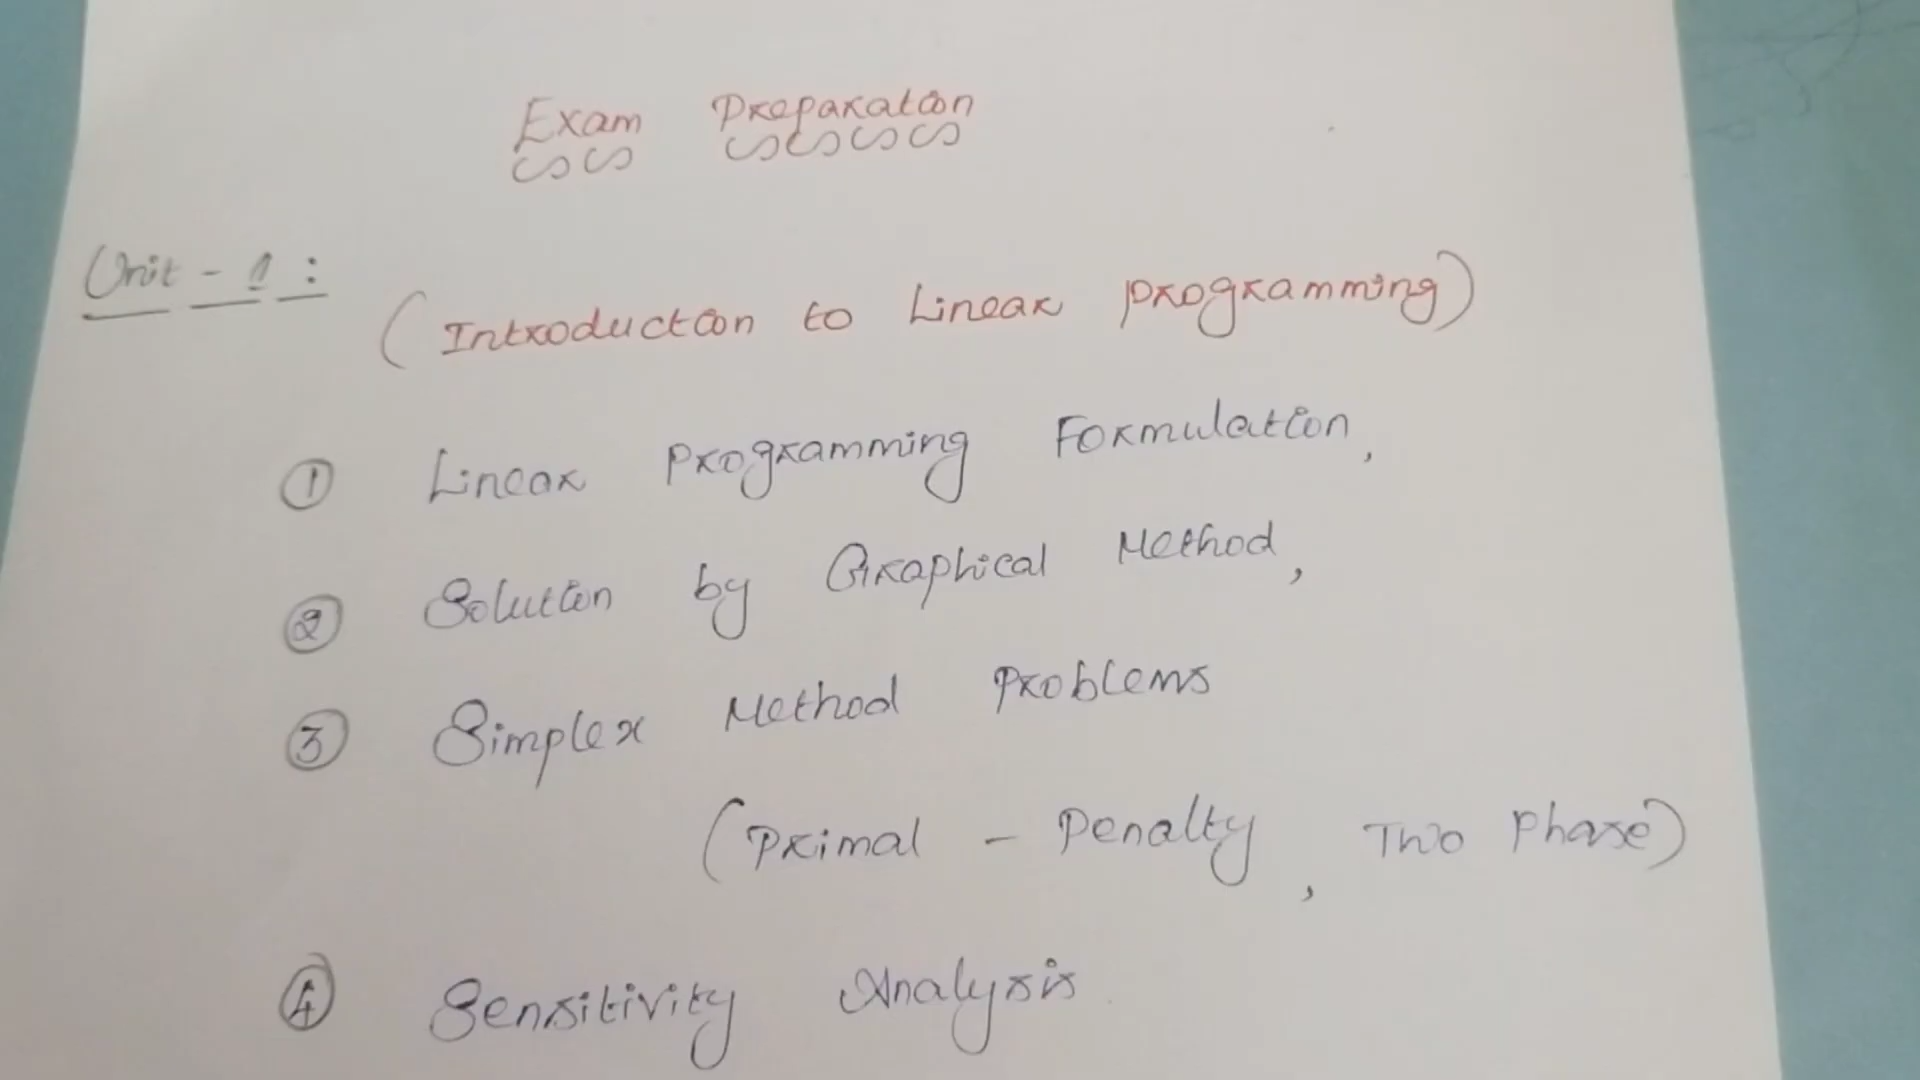 Exam Preparation
Unit - 1 :
(Introduction to Linear programming)
① Linear Programming Formulation,
② Solution by Graphical Method,
③ Simplex Method Problems
(Primal - Penalty, Two Phase)
④ Sensitivity Analysis